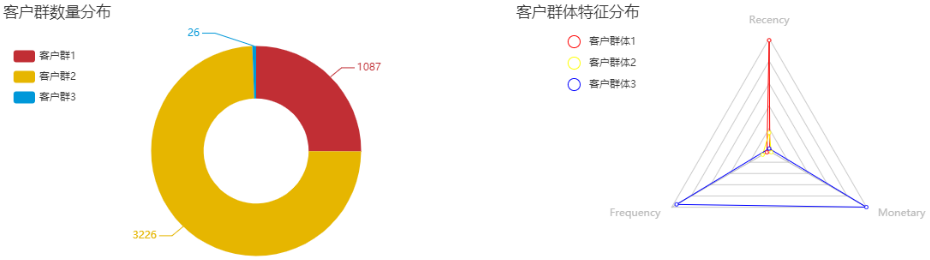 客户群数量分布
客户群1
客户群2
客户群3
26
1087
3226
客户群体特征分布
客户群体1
客户群体2
客户群体3
Recency
Frequency
Monetary